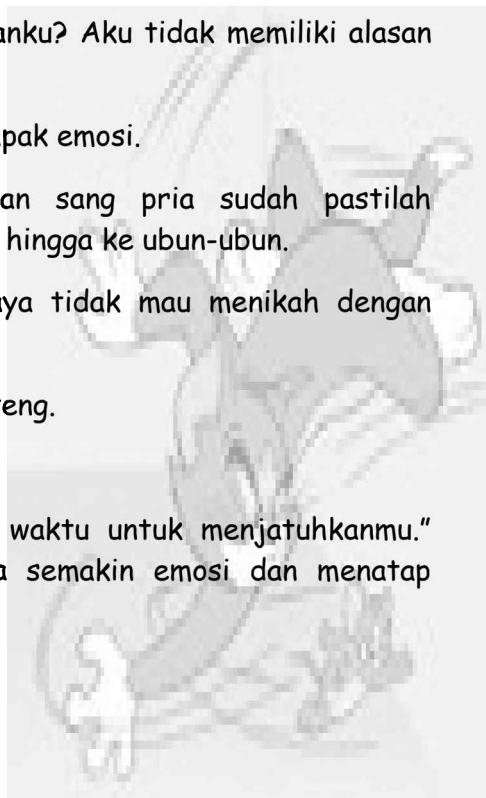 anku? Aku tidak memiliki alasan
pak emosi.
an sang pria sudah pastilah
hingga ke ubun-ubun.
ya tidak mau menikah dengan
eng.
waktu untuk menjatuhkanmu."
a semakin emosi dan menatap